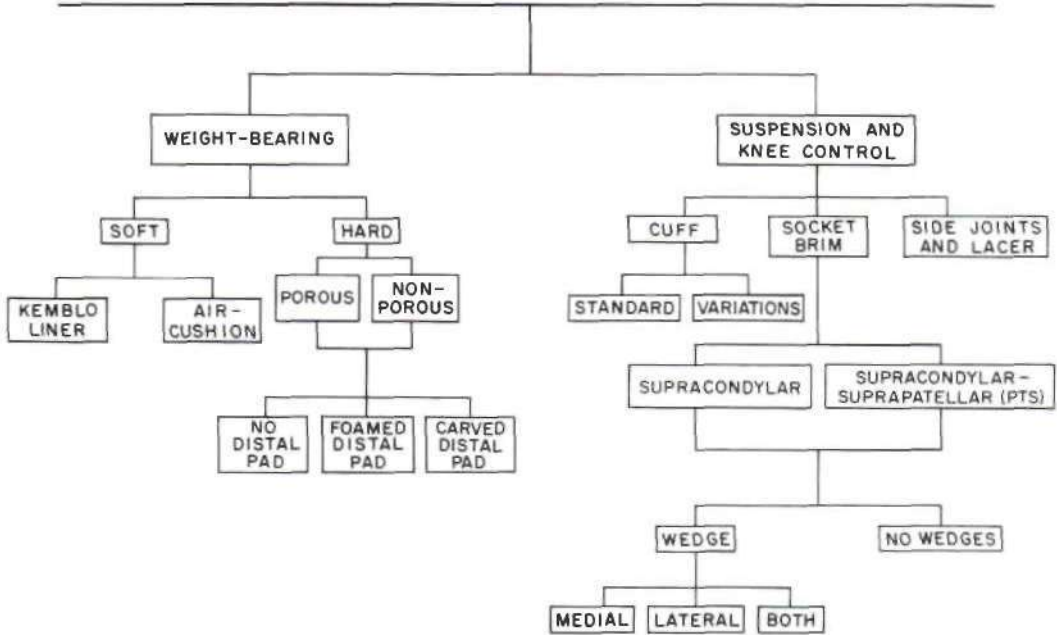 WEIGHT-BEARING
SUSPENSION AND
KNEE CONTROL
SOFT
HARD
CUFF
SOCKET
BRIM
SIDE JOINTS
AND LACER
KEMBLO
LINER
AIR-
CUSHION
POROUS
NON-
POROUS
STANDARD
VARIATIONS
SUPRACONDYLAR
SUPRACONDYLAR-
SUPRAPATELLAR (PTS)
NO
DISTAL
PAD
FOAMED
DISTAL
PAD
CARVED
DISTAL
PAD
WEDGE
NO WEDGES
MEDIAL
LATERAL
BOTH